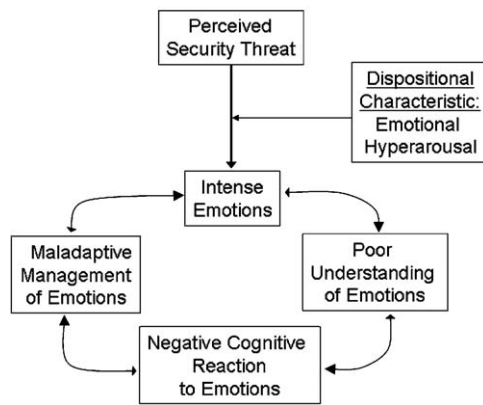 Perceived
Security Threat
Dispositional
Characteristic:
Emotional
Hyperarousal
Intense
Emotions
Maladaptive
Management
of Emotions
Poor
Understanding
of Emotions
Negative Cognitive
Reaction
to Emotions